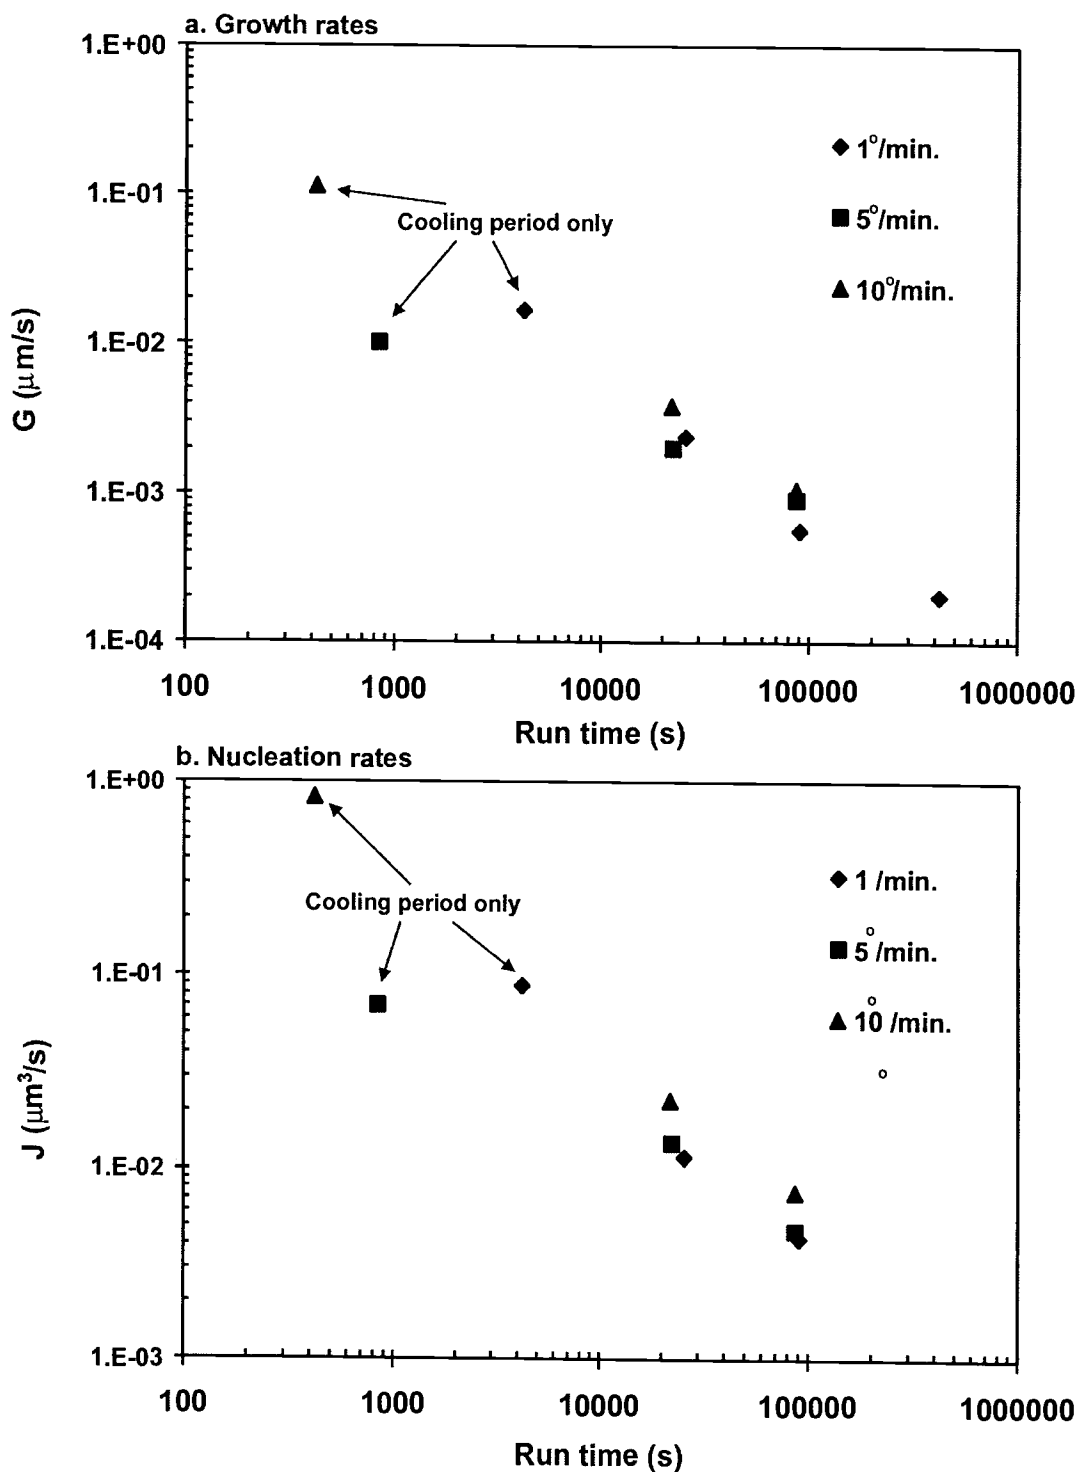 a. Growth rates
1.E+00
1.E-01
1.E-02
1.E-03
1.E-04
G (μm/s)
Cooling period only
1°/min.
5°/min.
10°/min.
100 1000 10000 100000 1000000
Run time (s)
b. Nucleation rates
1.E+00
1.E-01
1.E-02
1.E-03
J (μm³/s)
Cooling period only
1 /min.
o
5 /min.
o
10 /min.
o
100 1000 10000 100000 1000000
Run time (s)